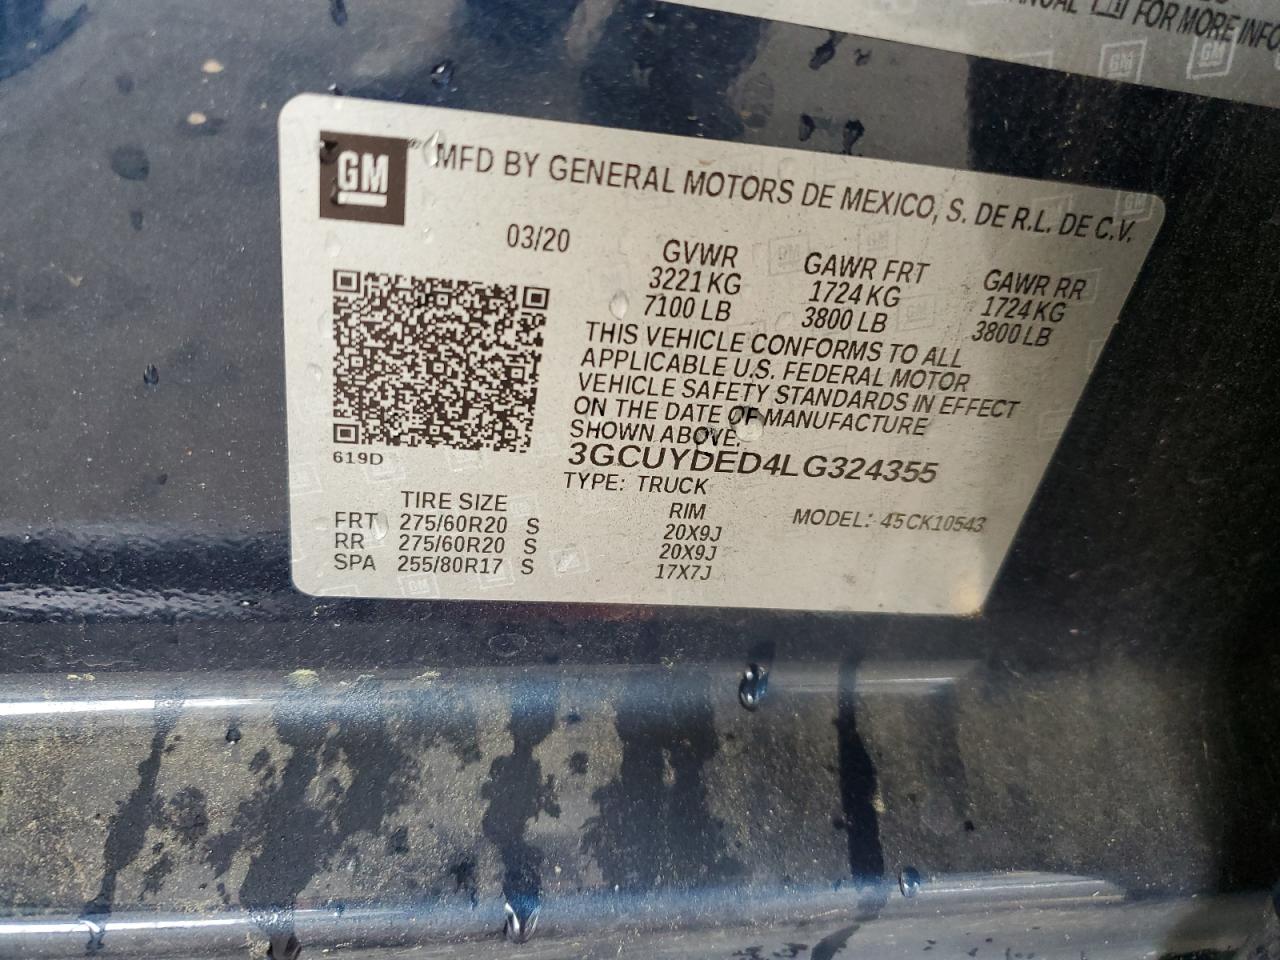 MANUAL FOR MORE INFO
GM
MFD BY GENERAL MOTORS DE MEXICO, S. DE R.L. DE C.V.
03/20
GVWR GAWR FRT GAWR RR
3221 KG 1724 KG 1724 KG
7100 LB 3800 LB 3800 LB
THIS VEHICLE CONFORMS TO ALL
APPLICABLE U.S. FEDERAL MOTOR
VEHICLE SAFETY STANDARDS IN EFFECT
ON THE DATE OF MANUFACTURE
SHOWN ABOVE.
3GCUYDED4LG324355
619D
TYPE: TRUCK
TIRE SIZE RIM MODEL: 45CK10543
FRT 275/60R20 S 20X9J
RR 275/60R20 S 20X9J
SPA 255/80R17 S 17X7J